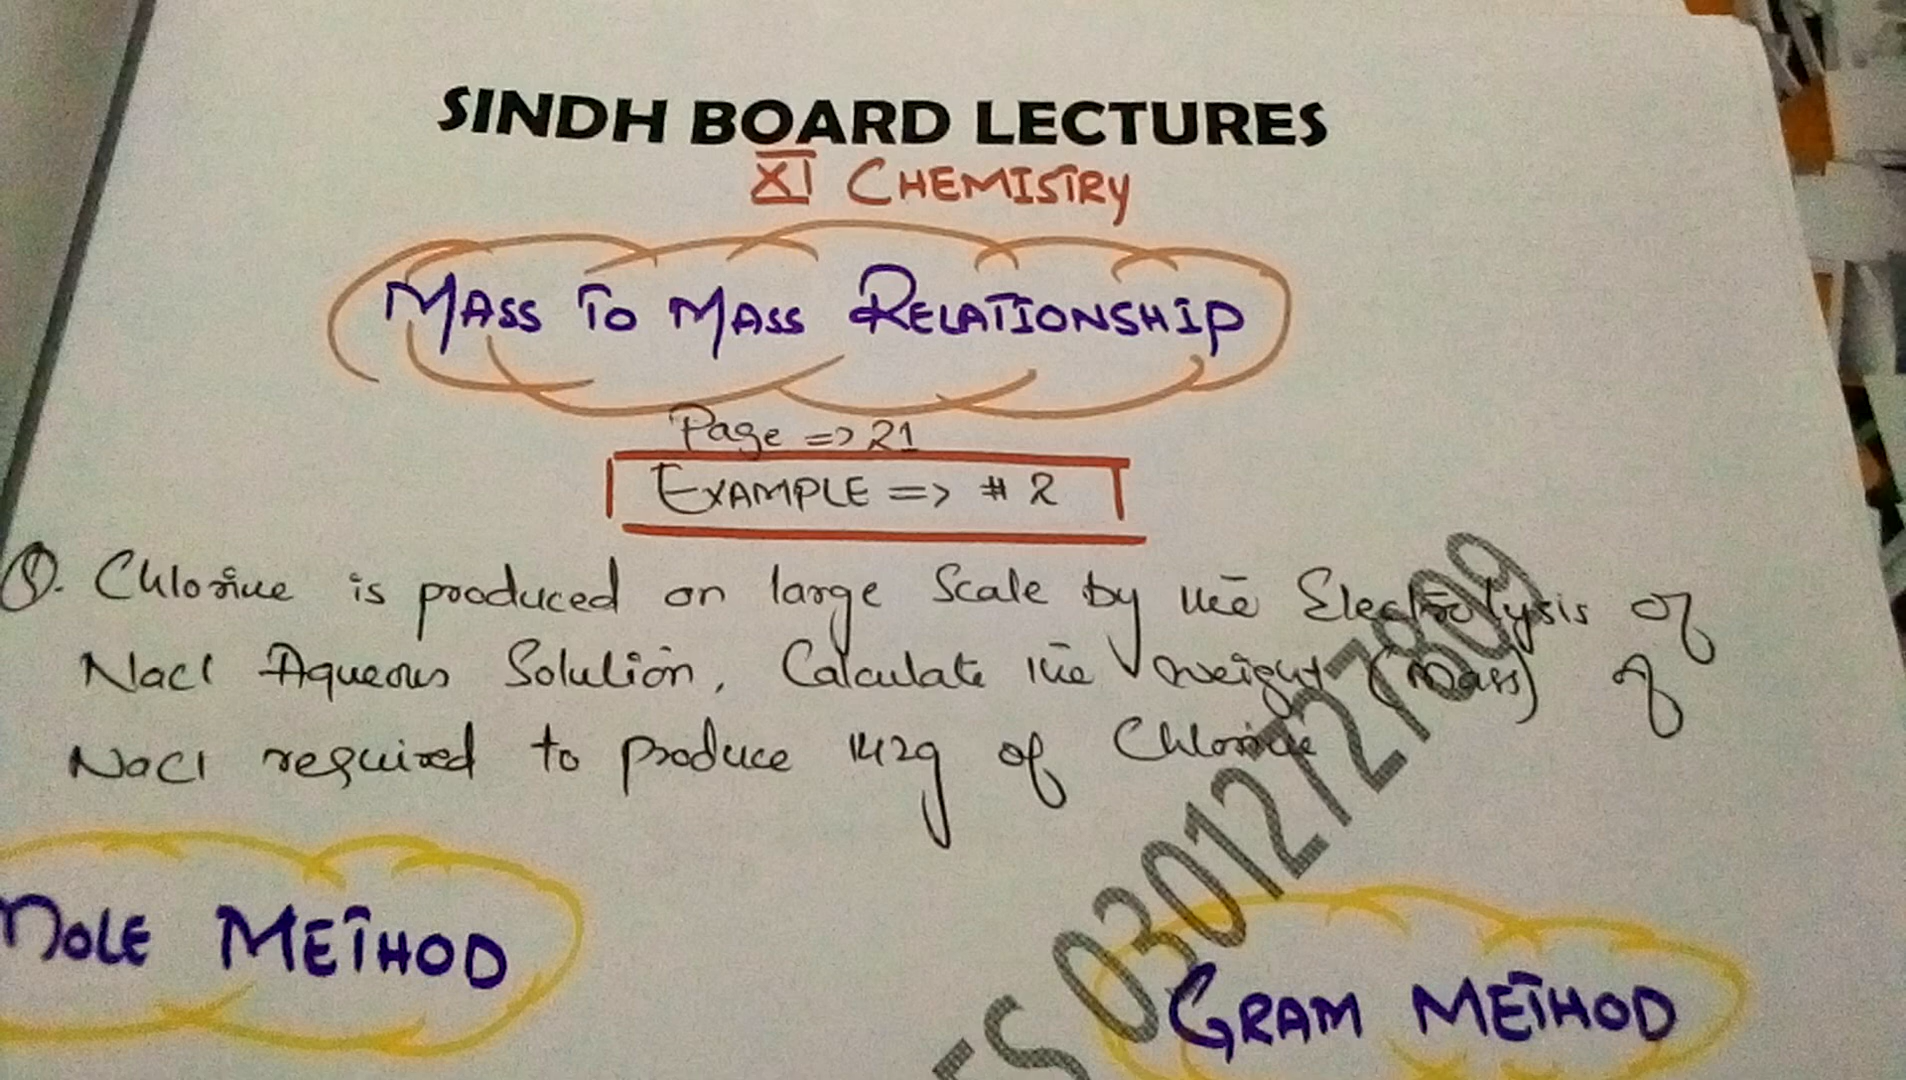 SINDH BOARD LECTURES
XI CHEMISTRY
MASS TO MASS RELATIONSHIP
Page => 21
EXAMPLE => # 2
Q. Chlorine is produced on large Scale by the Electrolysis of
NaCl Aqueous Solution, Calculate the weight (mass) of
NaCl required to produce 142g of Chlorine
MOLE METHOD
GRAM METHOD
ES 03012727809